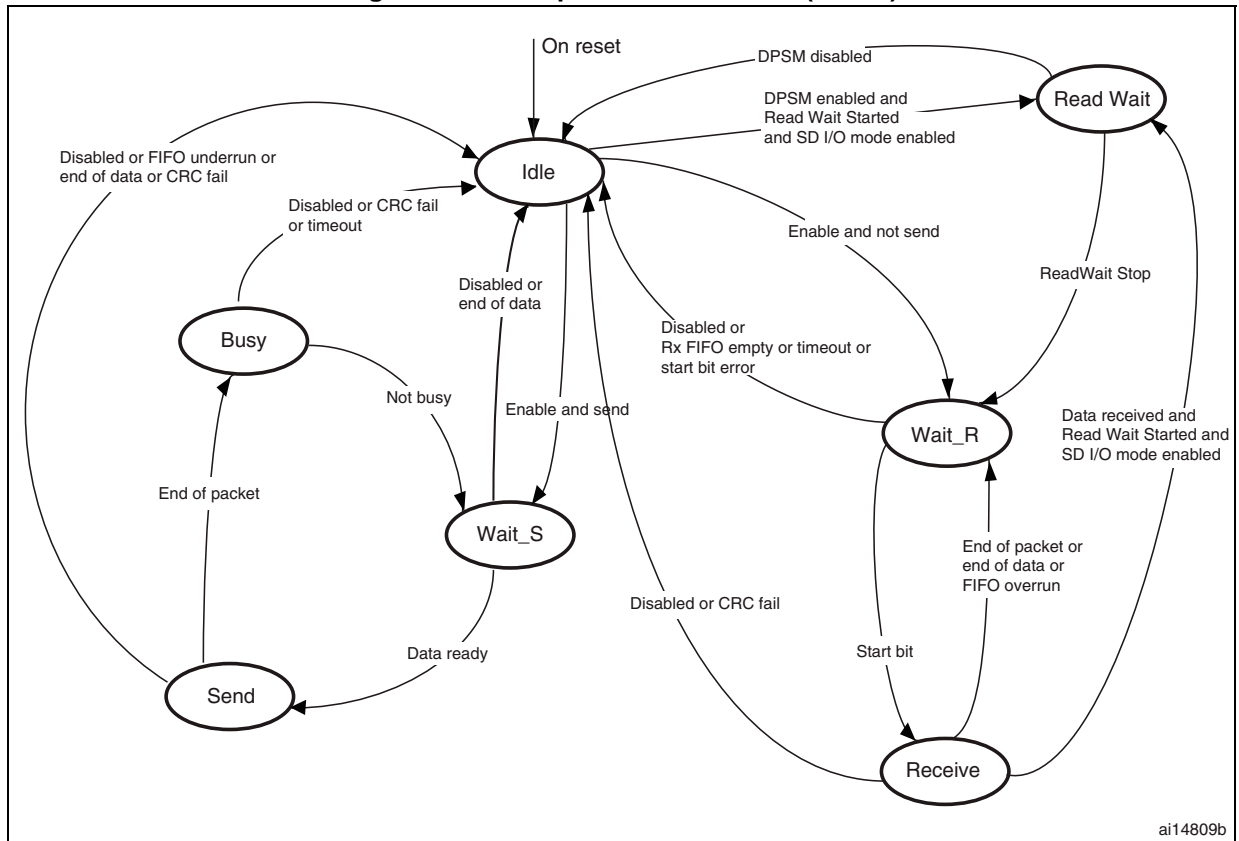 On reset
DPSM disabled
Read Wait
DPSM enabled and
Read Wait Started
and SD I/O mode enabled
Disabled or FIFO underrun or
end of data or CRC fail
Idle
Disabled or CRC fail
or timeout
Enable and not send
ReadWait Stop
Disabled or
end of data
Disabled or
Rx FIFO empty or timeout or
start bit error
Busy
Not busy
Enable and send
Wait_R
Data received and
Read Wait Started and
SD I/O mode enabled
End of packet
Wait_S
End of packet or
end of data or
FIFO overrun
Disabled or CRC fail
Start bit
Data ready
Send
Receive
ai14809b